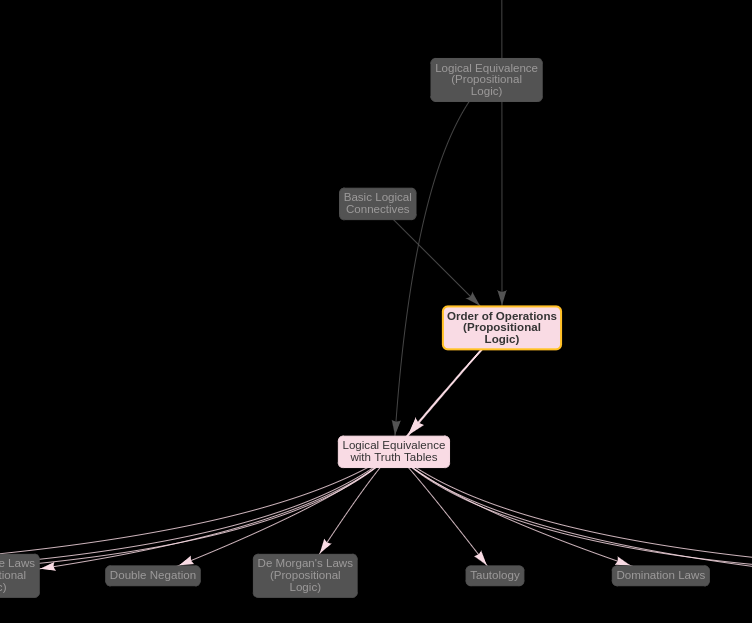 Logical Equivalence
(Propositional
Logic)
Basic Logical
Connectives
Order of Operations
(Propositional
Logic)
Logical Equivalence
with Truth Tables
Laws
Double Negation
De Morgan's Laws
(Propositional
Logic)
Tautology
Domination Laws